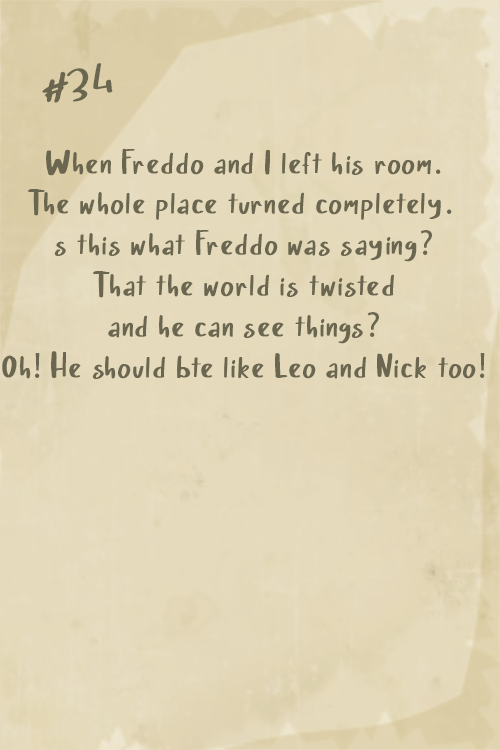 #34
When Freddo and I left his room.
The whole place turned completely.
s this what Freddo was saying?
That the world is twisted
and he can see things?
Oh! He should bte like Leo and Nick too!